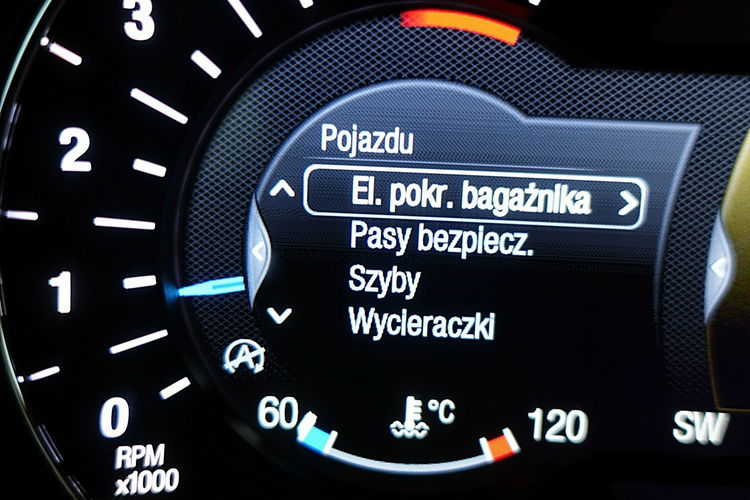 3
2
1
0
RPM
x1000
Pojazdu
El. pokr. bagażnika
Pasy bezpiecz.
Szyby
Wycieraczki
A
60
°C
120
SW